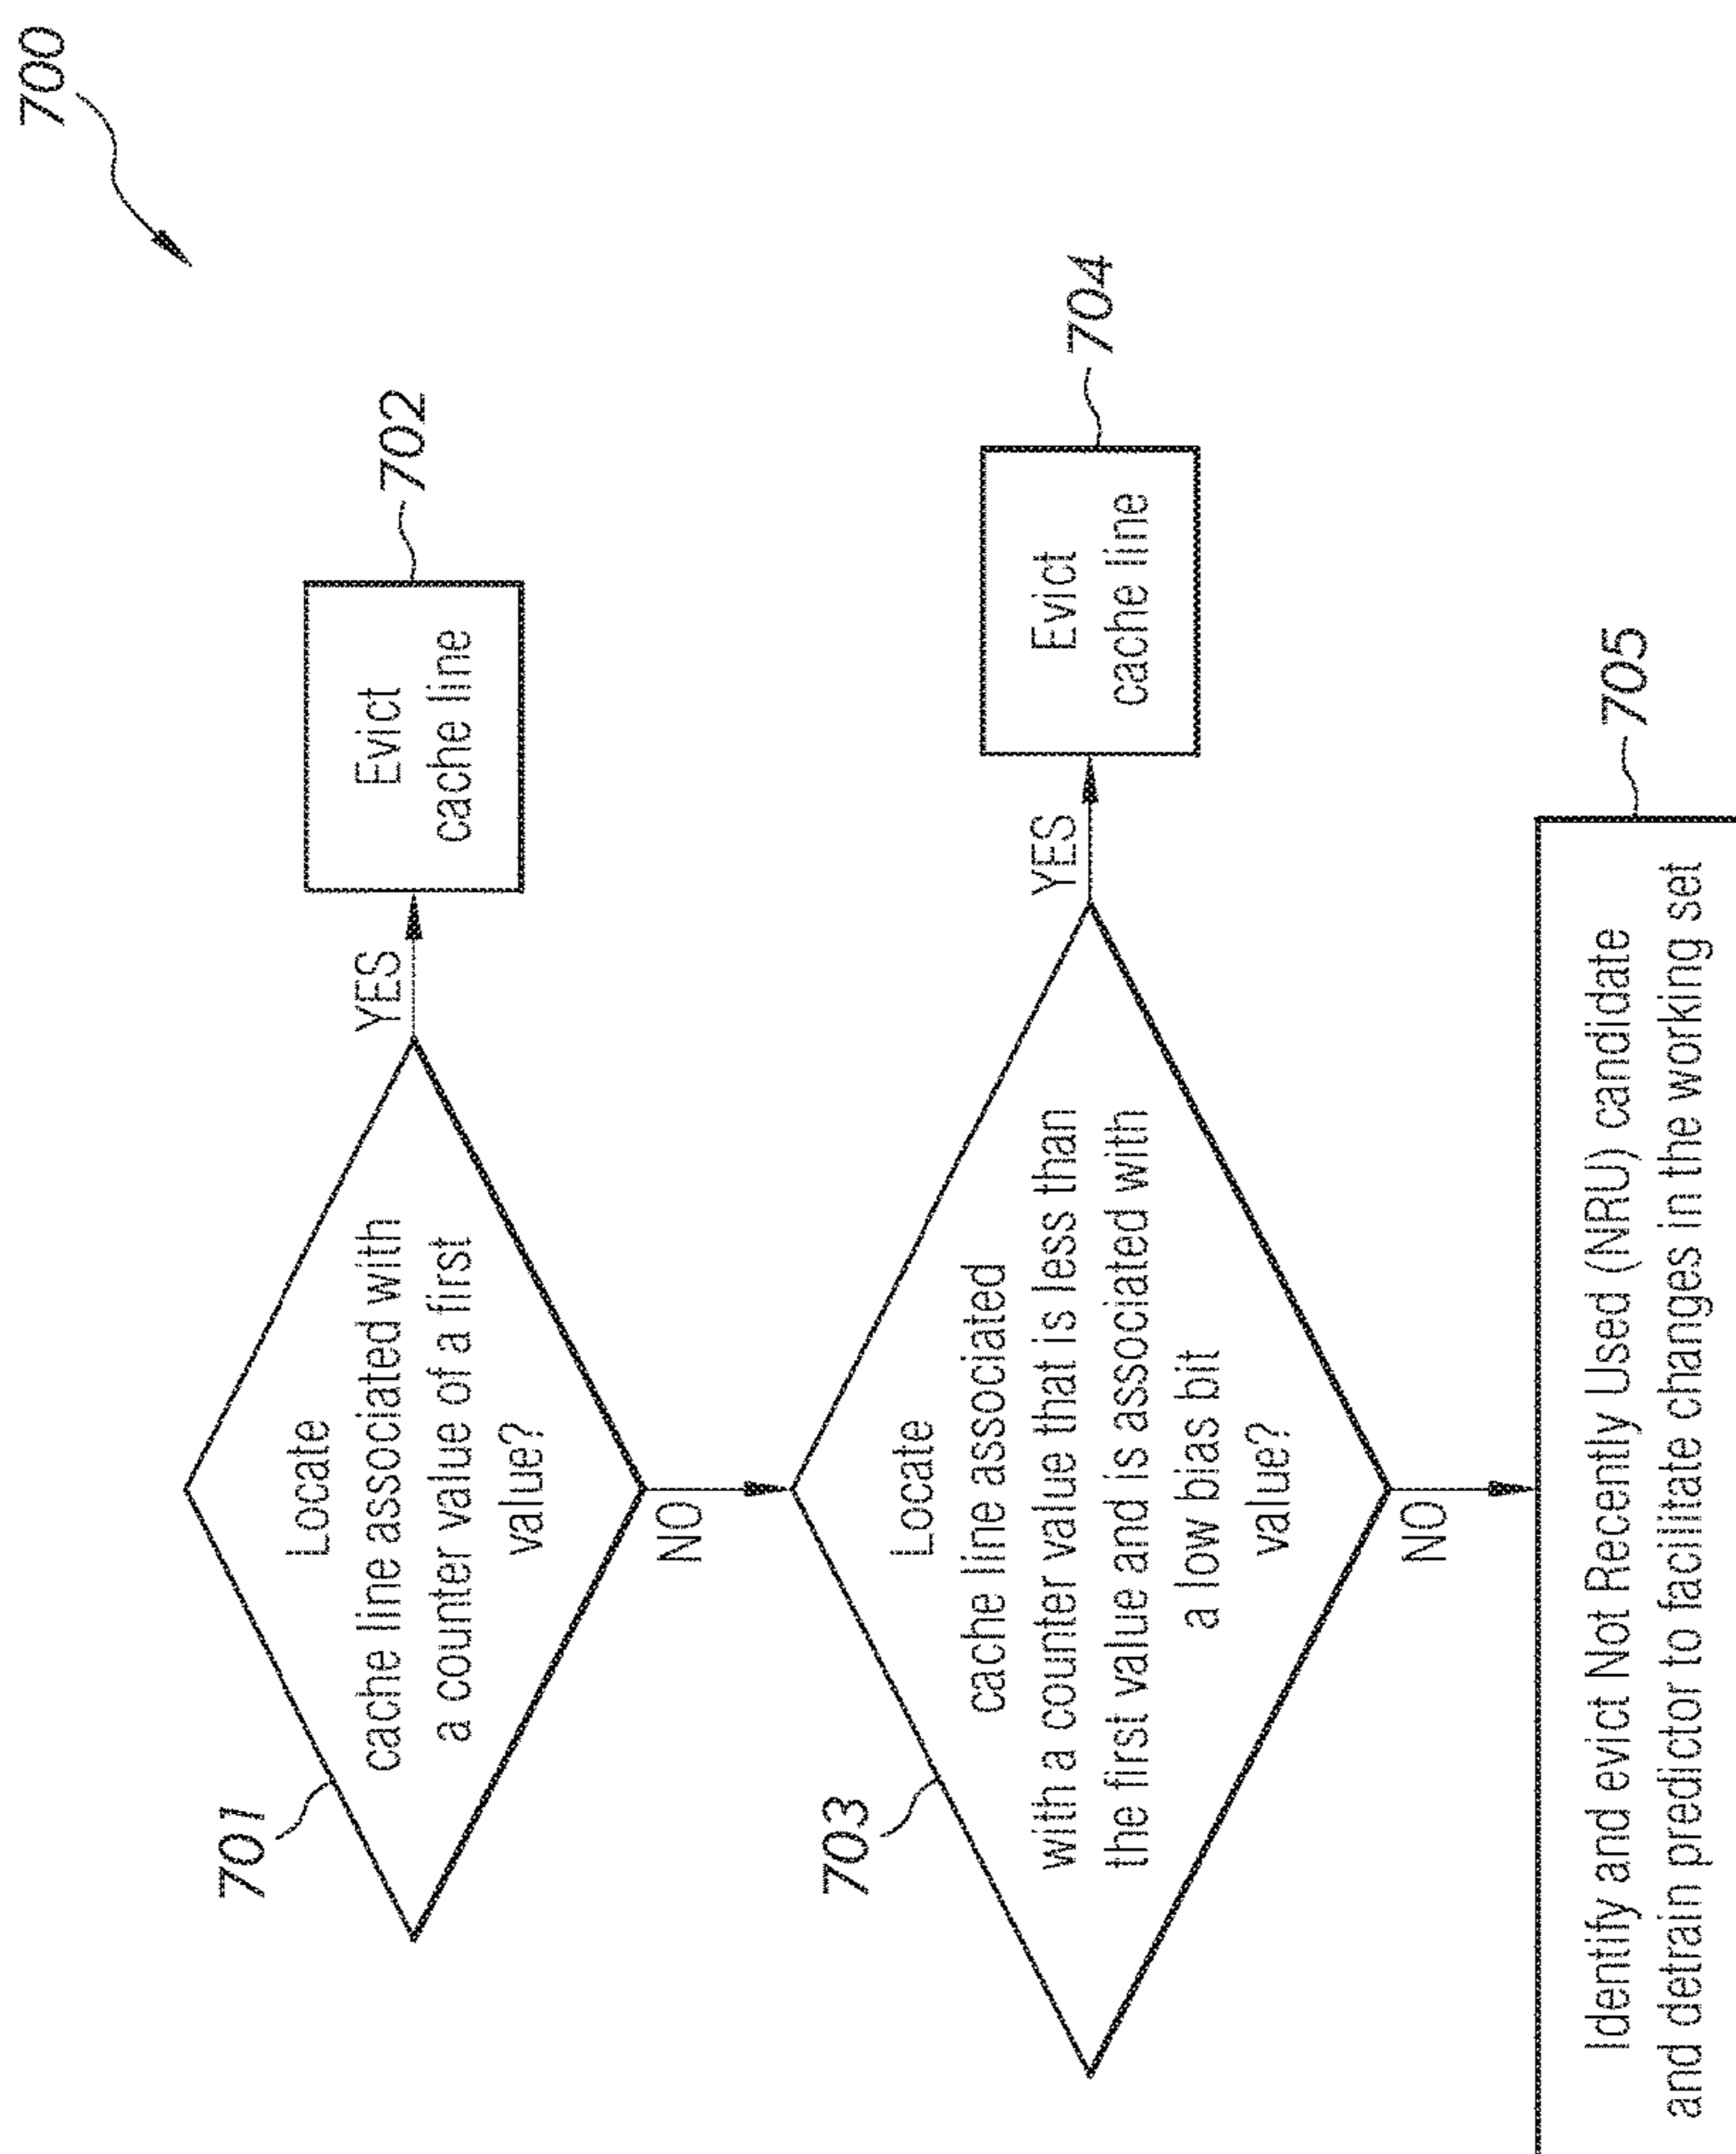 700
701
Locate
cache line associated with
a counter value of a first
value?
YES
Evict
cache line
702
NO
703
Locate
cache line associated
with a counter value that is less than
the first value and is associated with
a low bias bit
value?
YES
Evict
cache line
704
NO
Identify and evict Not Recently Used (NRU) candidate
and detrain predictor to facilitate changes in the working set
705